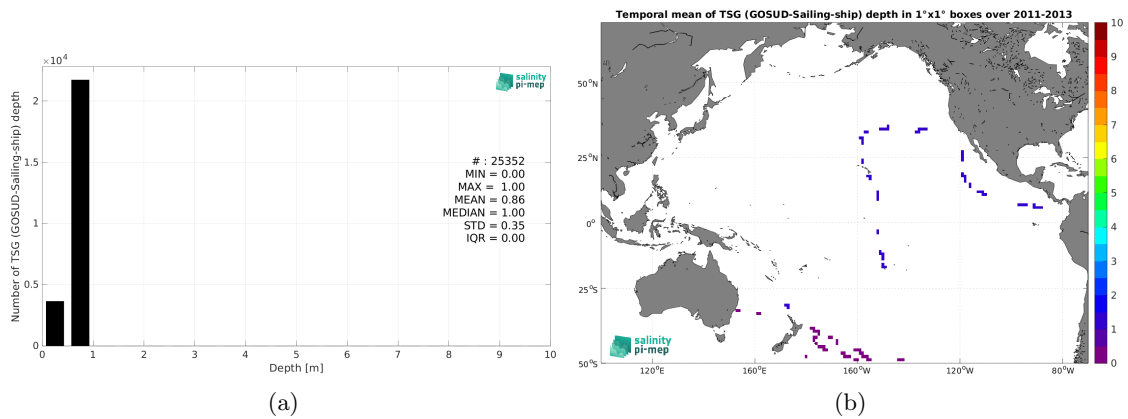 ×10⁴
2
1.5
1
0.5
0
0 1 2 3 4 5 6 7 8 9 10
Number of TSG (GOSUD-Sailing-ship) depth
Depth [m]
salinity
pi-mep
# : 25352
MIN = 0.00
MAX = 1.00
MEAN = 0.86
MEDIAN = 1.00
STD = 0.35
IQR = 0.00
(a)
Temporal mean of TSG (GOSUD-Sailing-ship) depth in 1°x1° boxes over 2011-2013
50°N
25°N
0°
25°S
50°S
120°E 160°E 160°W 120°W 80°W
salinity
pi-mep
10
9
8
7
6
5
4
3
2
1
0
(b)